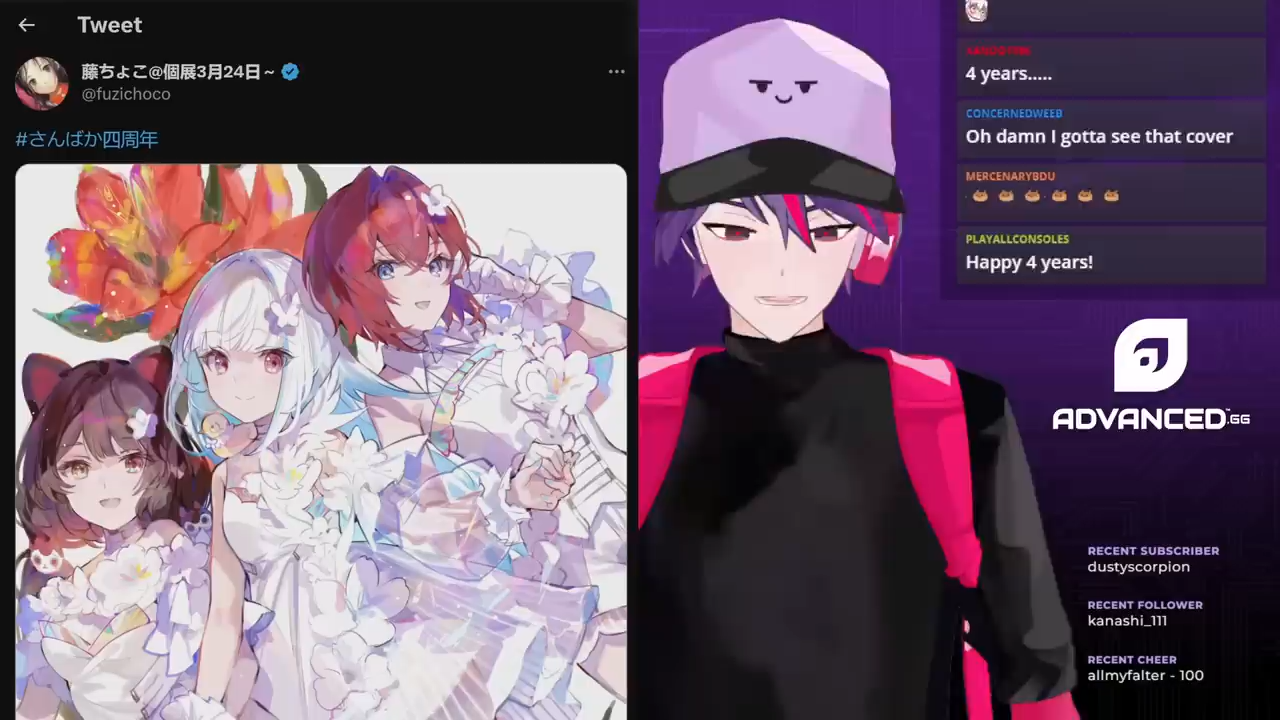 Tweet
藤ちょこ@個展3月24日~
@fuzichoco
#さんばか四周年
4 years.....
CONCERNEDWEEB
Oh damn I gotta see that cover
MERCENARYBDU
PLAYALLCONSOLES
Happy 4 years!
ADVANCED.GG
RECENT SUBSCRIBER
dustyscorpion
RECENT FOLLOWER
kanashi_111
RECENT CHEER
allmyfalter - 100